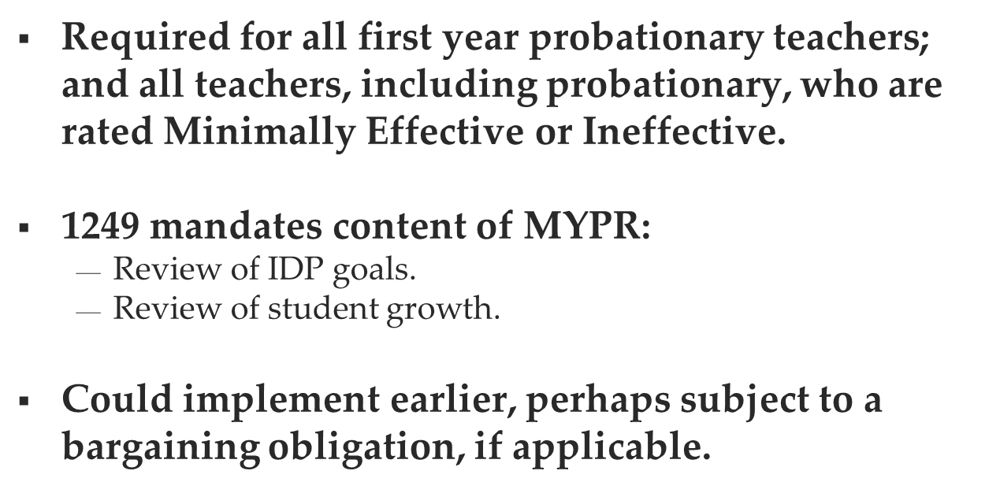 ▪ Required for all first year probationary teachers;
and all teachers, including probationary, who are
rated Minimally Effective or Ineffective.
▪ 1249 mandates content of MYPR:
— Review of IDP goals.
— Review of student growth.
▪ Could implement earlier, perhaps subject to a
bargaining obligation, if applicable.